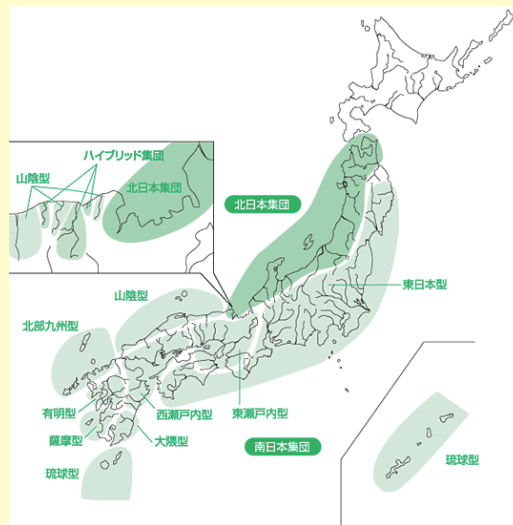 ハイブリッド集団
山陰型
北日本集団
北日本集団
東日本型
山陰型
北部九州型
有明型
西瀬戸内型
東瀬戸内型
薩摩型
大隅型
南日本集団
琉球型
琉球型